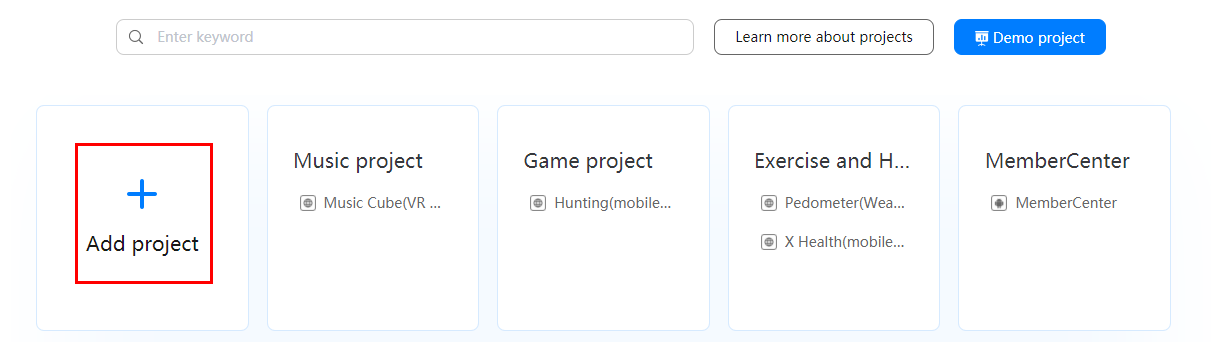 Enter keyword
Learn more about projects
Demo project
Add project
Music project
Music Cube(VR ...
Game project
Hunting(mobile...
Exercise and H...
Pedometer(Wea...
X Health(mobile...
MemberCenter
MemberCenter